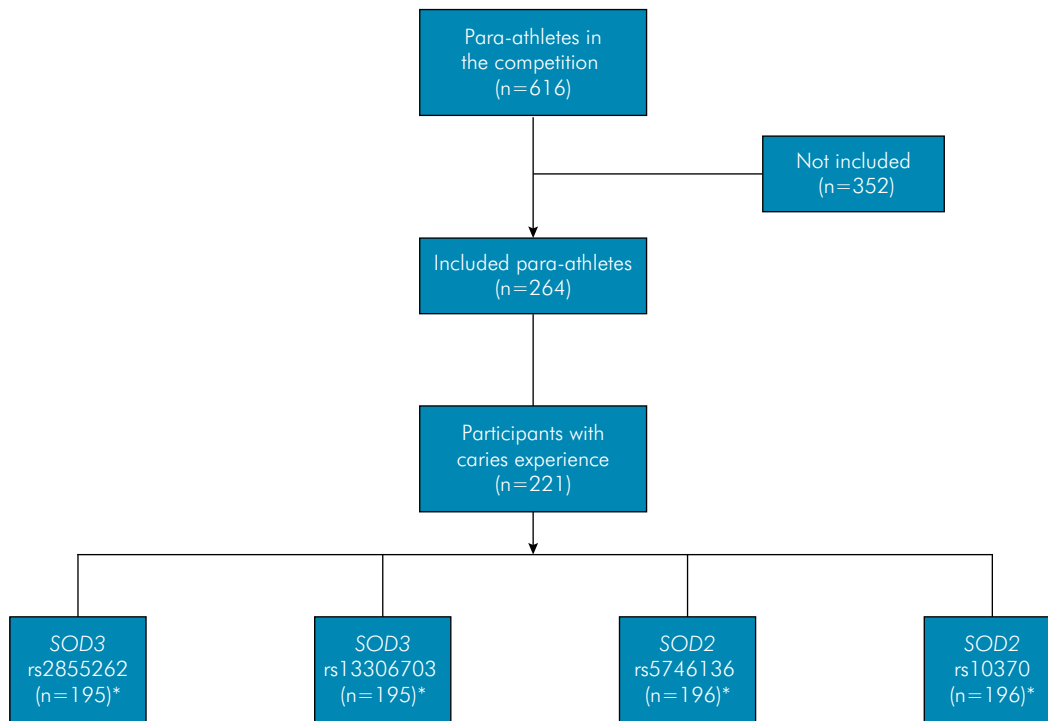 Para-athletes in
the competition
(n=616)
Not included
(n=352)
Included para-athletes
(n=264)
Participants with
caries experience
(n=221)
SOD3
rs2855262
(n=195)*
SOD3
rs13306703
(n=195)*
SOD2
rs5746136
(n=196)*
SOD2
rs10370
(n=196)*